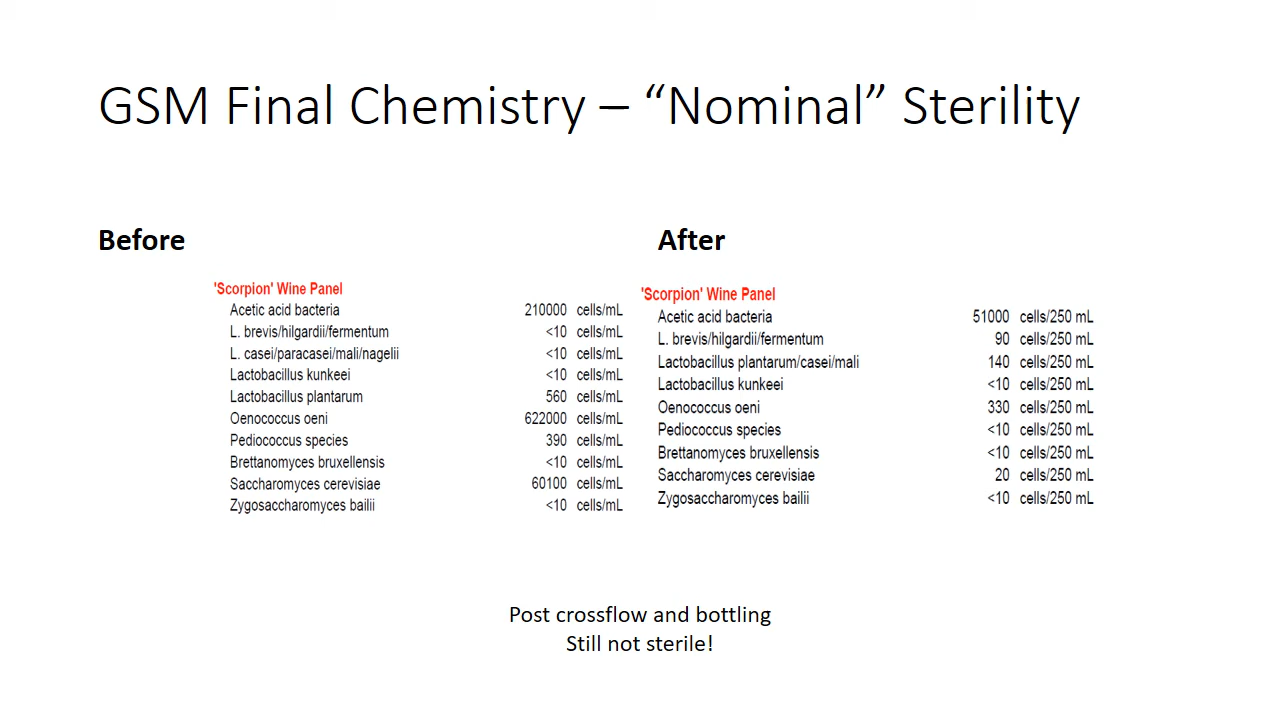 GSM Final Chemistry – “Nominal” Sterility
Before
'Scorpion' Wine Panel
Acetic acid bacteria 210000 cells/mL
L. brevis/hilgardii/fermentum <10 cells/mL
L. casei/paracasei/mali/nagelii <10 cells/mL
Lactobacillus kunkeei <10 cells/mL
Lactobacillus plantarum 560 cells/mL
Oenococcus oeni 622000 cells/mL
Pediococcus species 390 cells/mL
Brettanomyces bruxellensis <10 cells/mL
Saccharomyces cerevisiae 60100 cells/mL
Zygosaccharomyces bailii <10 cells/mL
After
'Scorpion' Wine Panel
Acetic acid bacteria 51000 cells/250 mL
L. brevis/hilgardii/fermentum 90 cells/250 mL
Lactobacillus plantarum/casei/mali 140 cells/250 mL
Lactobacillus kunkeei <10 cells/250 mL
Oenococcus oeni 330 cells/250 mL
Pediococcus species <10 cells/250 mL
Brettanomyces bruxellensis <10 cells/250 mL
Saccharomyces cerevisiae 20 cells/250 mL
Zygosaccharomyces bailii <10 cells/250 mL
Post crossflow and bottling
Still not sterile!